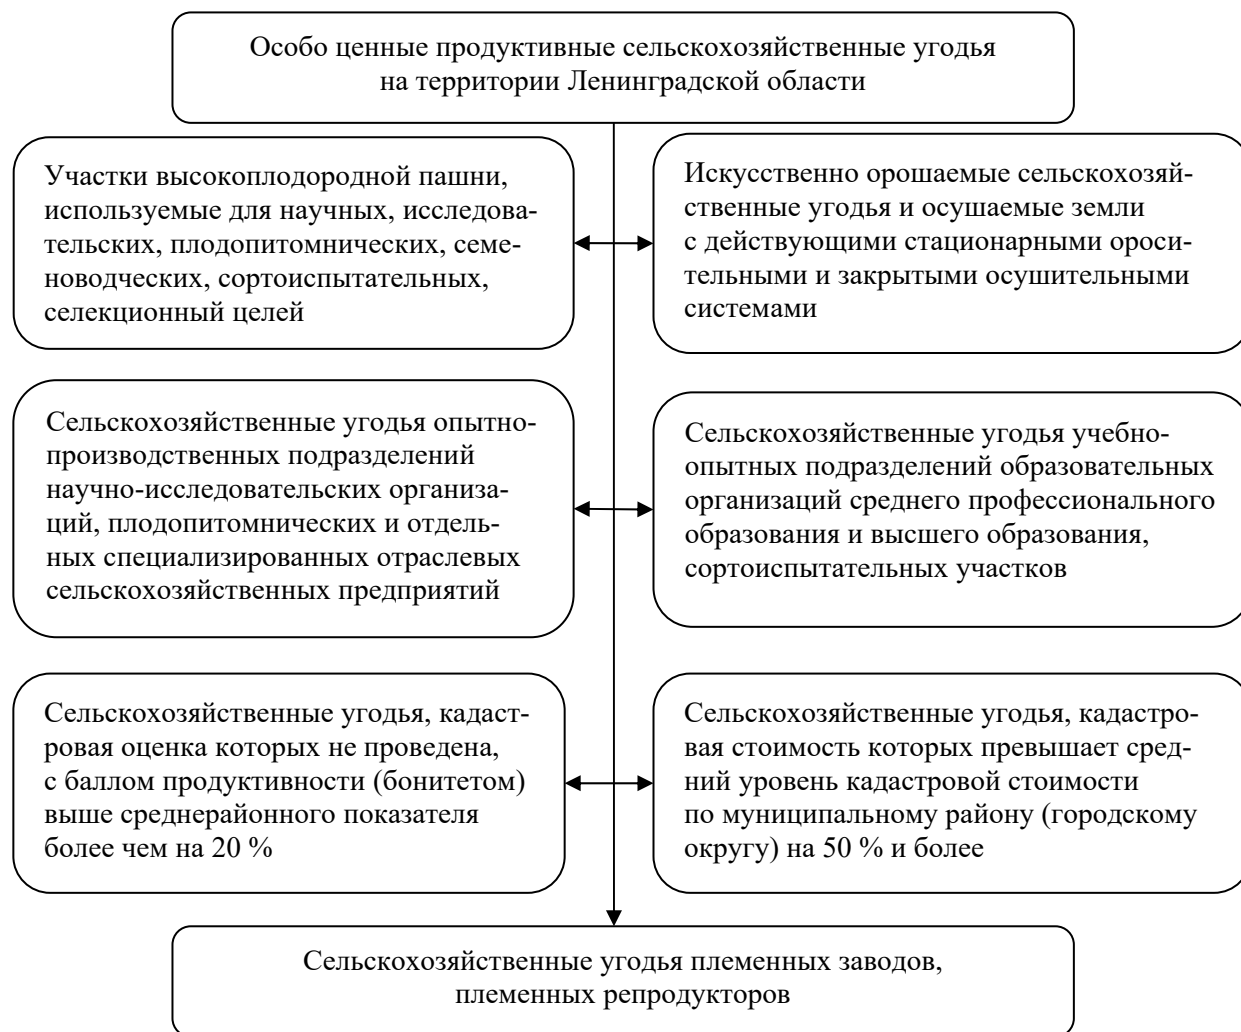 Особо ценные продуктивные сельскохозяйственные угодья
на территории Ленинградской области
Участки высокоплодородной пашни,
используемые для научных, исследова-
тельских, плодопитомнических, семе-
новодческих, сортоиспытательных,
селекционный целей
Искусственно орошаемые сельскохозяй-
ственные угодья и осушаемые земли
с действующими стационарными ороси-
тельными и закрытыми осушительными
системами
Сельскохозяйственные угодья опытно-
производственных подразделений
научно-исследовательских организа-
ций, плодопитомнических и отдель-
ных специализированных отраслевых
сельскохозяйственных предприятий
Сельскохозяйственные угодья учебно-
опытных подразделений образовательных
организаций среднего профессионального
образования и высшего образования,
сортоиспытательных участков
Сельскохозяйственные угодья, кадаст-
ровая оценка которых не проведена,
с баллом продуктивности (бонитетом)
выше среднерайонного показателя
более чем на 20 %
Сельскохозяйственные угодья, кадастро-
вая стоимость которых превышает сред-
ний уровень кадастровой стоимости
по муниципальному району (городскому
округу) на 50 % и более
Сельскохозяйственные угодья племенных заводов,
племенных репродукторов